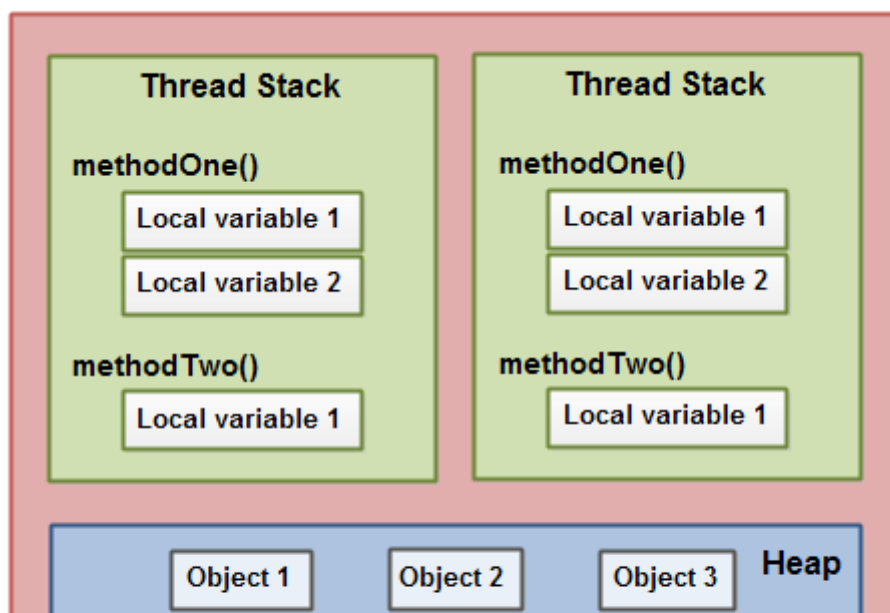 Thread Stack
methodOne()
Local variable 1
Local variable 2
methodTwo()
Local variable 1
Thread Stack
methodOne()
Local variable 1
Local variable 2
methodTwo()
Local variable 1
Object 1
Object 2
Object 3
Heap